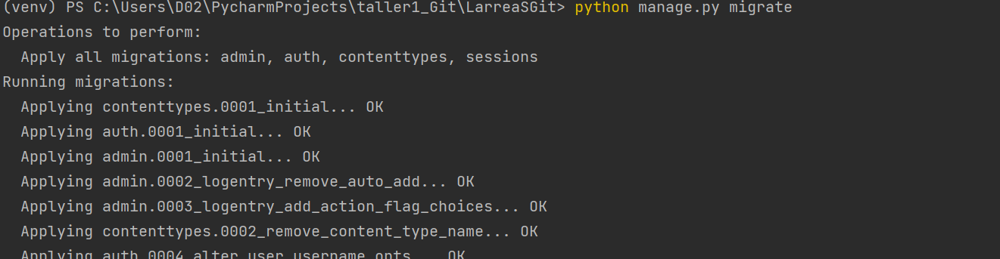 (venv) PS C:\Users\D02\PycharmProjects\taller1_Git\LarreaSGit> python manage.py migrate
Operations to perform:
  Apply all migrations: admin, auth, contenttypes, sessions
Running migrations:
  Applying contenttypes.0001_initial... OK
  Applying auth.0001_initial... OK
  Applying admin.0001_initial... OK
  Applying admin.0002_logentry_remove_auto_add... OK
  Applying admin.0003_logentry_add_action_flag_choices... OK
  Applying contenttypes.0002_remove_content_type_name... OK
  Applying auth.0004_alter_user_username_opts... OK